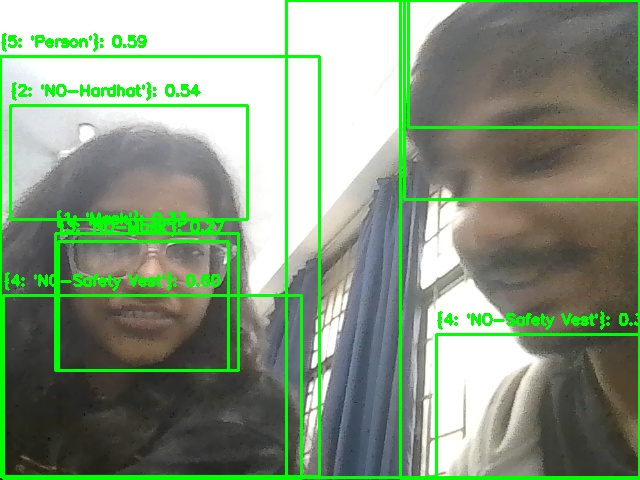 {5: 'Person'}: 0.59
{2: 'NO-Hardhat'}: 0.54
{4: 'NO-Safety Vest'}: 0.60
{4: 'NO-Safety Vest'}: 0.3